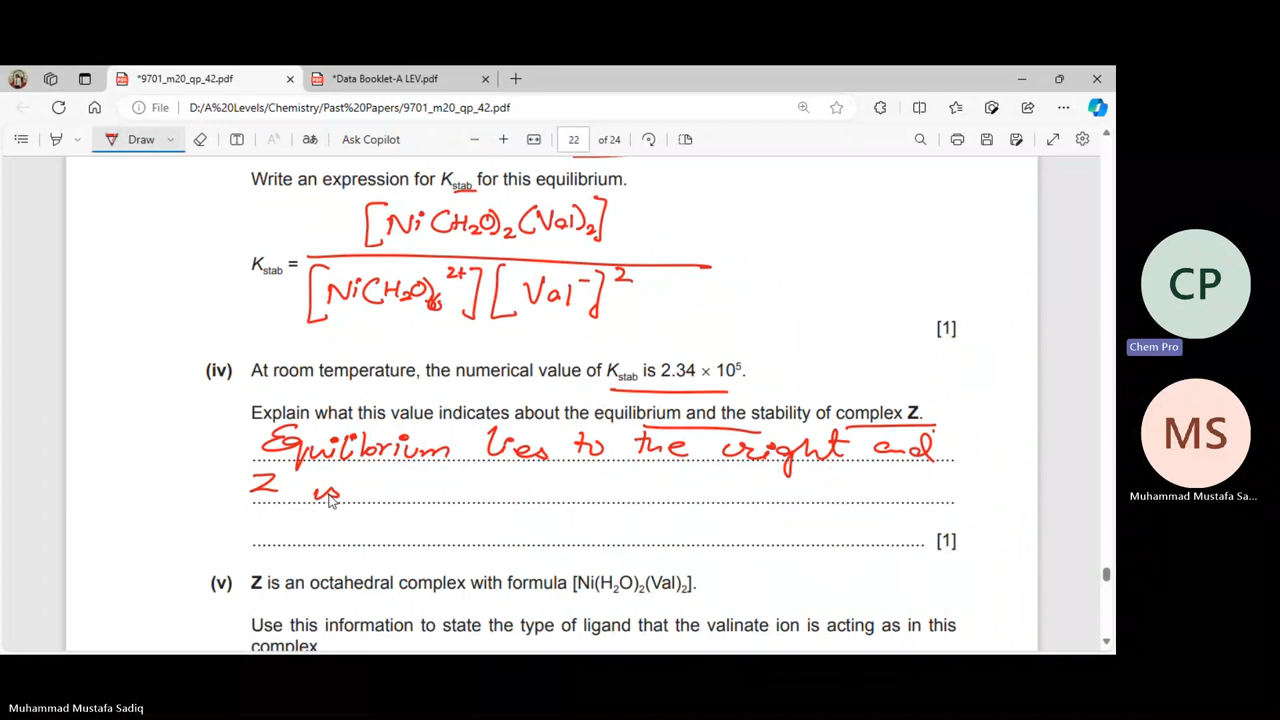 *9701_m20_qp_42.pdf
*Data Booklet-A LEV.pdf
File D:/A%20Levels/Chemistry/Past%20Papers/9701_m20_qp_42.pdf
Draw
aあ
Ask Copilot
22 of 24
Write an expression for Kstab for this equilibrium.
[Ni(H2O)2(Val)2]
Kstab =
[Ni(H2O)6 2+] [Val-]2
[1]
(iv) At room temperature, the numerical value of Kstab is 2.34 × 10⁵.
Explain what this value indicates about the equilibrium and the stability of complex Z.
Equilibrium lies to the right and
Z is
[1]
(v) Z is an octahedral complex with formula [Ni(H2O)2(Val)2].
Use this information to state the type of ligand that the valinate ion is acting as in this
complex
CP
Chem Pro
MS
Muhammad Mustafa Sa...
Muhammad Mustafa Sadiq